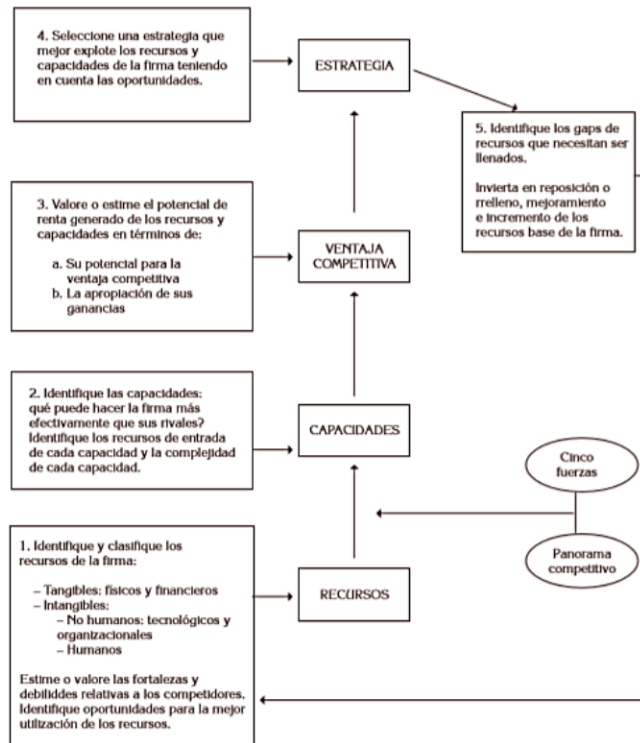 4. Seleccione una estrategia que
mejor explote los recursos y
capacidades de la firma teniendo
en cuenta las oportunidades.
ESTRATEGIA
5. Identifique los gaps de
recursos que necesitan ser
llenados.
Invierta en reposición o
rrelleno, mejoramiento
e incremento de los
recursos base de la firma.
3. Valore o estime el potencial de
renta generado de los recursos y
capacidades en términos de:
a. Su potencial para la
ventaja competitiva
b. La apropiación de sus
ganancias
VENTAJA
COMPETITIVA
2. Identifique las capacidades:
qué puede hacer la firma más
efectivamente que sus rivales?
Identifique los recursos de entrada
de cada capacidad y la complejidad
de cada capacidad.
CAPACIDADES
Cinco
fuerzas
Panorama
competitivo
1. Identifique y clasifique los
recursos de la firma:
– Tangibles: físicos y financieros
– Intangibles:
– No humanos: tecnológicos y
organizacionales
– Humanos
Estime o valore las fortalezas y
debiliddes relativas a los competidores.
Identifique oportunidades para la mejor
utilización de los recursos.
RECURSOS